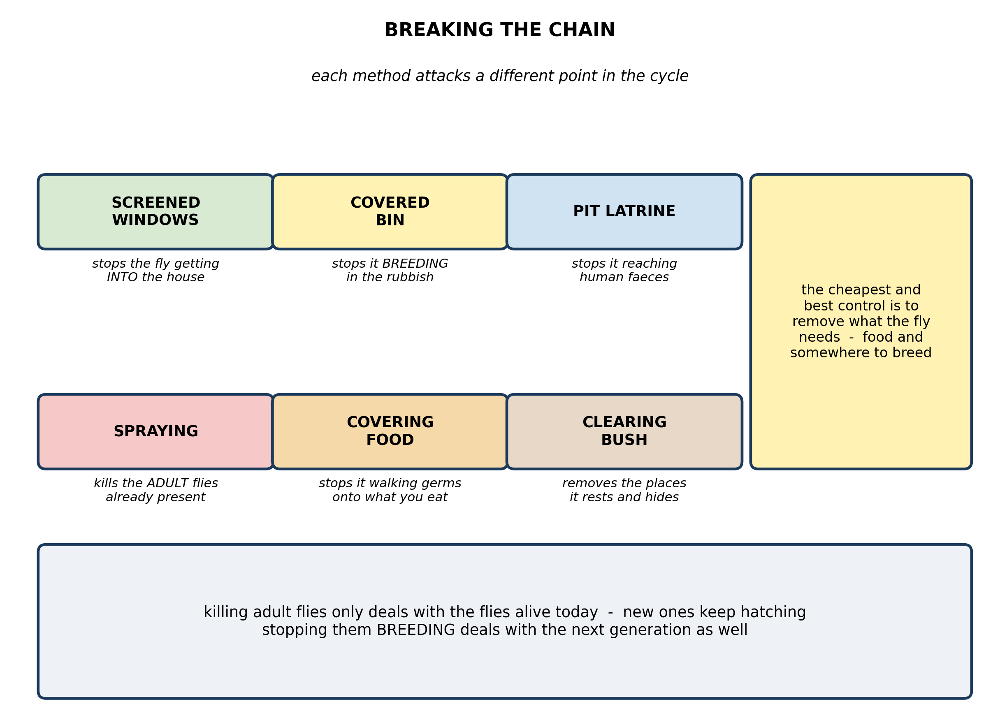 BREAKING THE CHAIN
each method attacks a different point in the cycle
SCREENED
WINDOWS
stops the fly getting
INTO the house
COVERED
BIN
stops it BREEDING
in the rubbish
PIT LATRINE
stops it reaching
human faeces
the cheapest and
best control is to
remove what the fly
needs  -  food and
somewhere to breed
SPRAYING
kills the ADULT flies
already present
COVERING
FOOD
stops it walking germs
onto what you eat
CLEARING
BUSH
removes the places
it rests and hides
killing adult flies only deals with the flies alive today  -  new ones keep hatching
stopping them BREEDING deals with the next generation as well